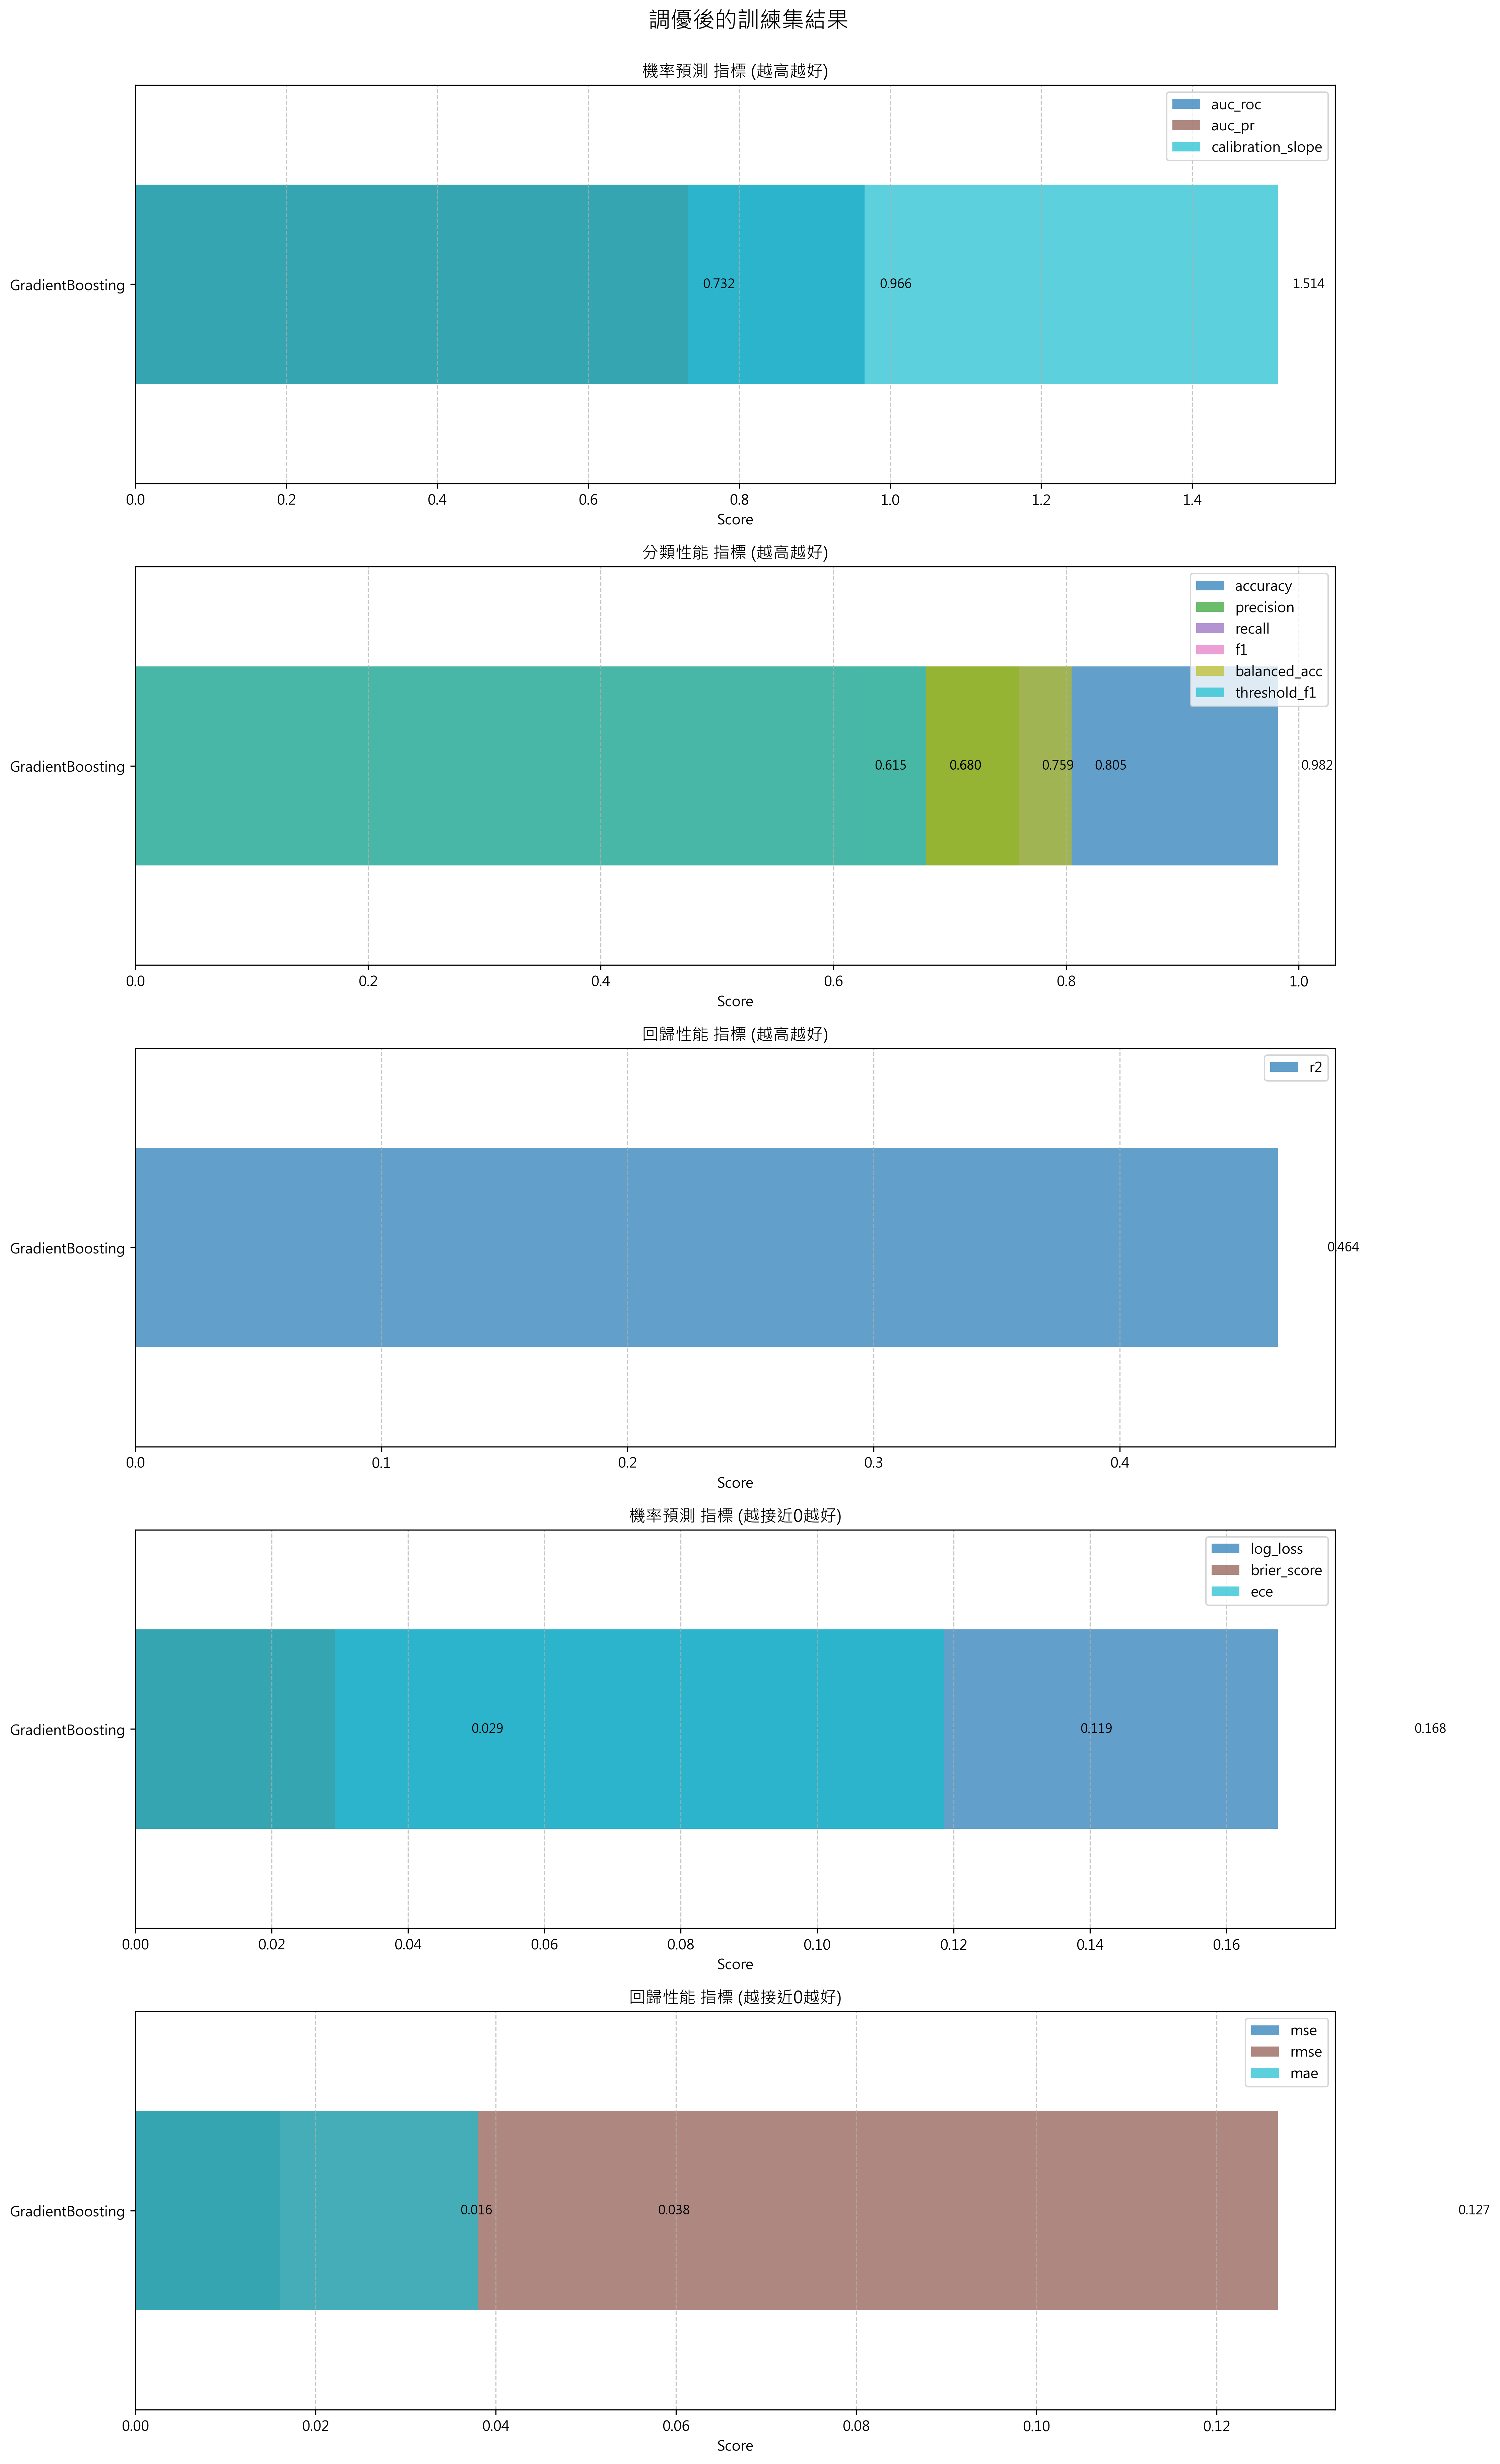 調優後的訓練集結果
機率預測 指標 (越高越好)
auc_roc
auc_pr
calibration_slope
GradientBoosting
0.732
0.966
1.514
0.0
0.2
0.4
0.6
0.8
1.0
1.2
1.4
Score
分類性能 指標 (越高越好)
accuracy
precision
recall
f1
balanced_acc
threshold_f1
GradientBoosting
0.615
0.680
0.759
0.805
0.982
0.0
0.2
0.4
0.6
0.8
1.0
Score
回歸性能 指標 (越高越好)
r2
GradientBoosting
0.464
0.0
0.1
0.2
0.3
0.4
Score
機率預測 指標 (越接近0越好)
log_loss
brier_score
ece
GradientBoosting
0.029
0.119
0.168
0.00
0.02
0.04
0.06
0.08
0.10
0.12
0.14
0.16
Score
回歸性能 指標 (越接近0越好)
mse
rmse
mae
GradientBoosting
0.016
0.038
0.127
0.00
0.02
0.04
0.06
0.08
0.10
0.12
Score